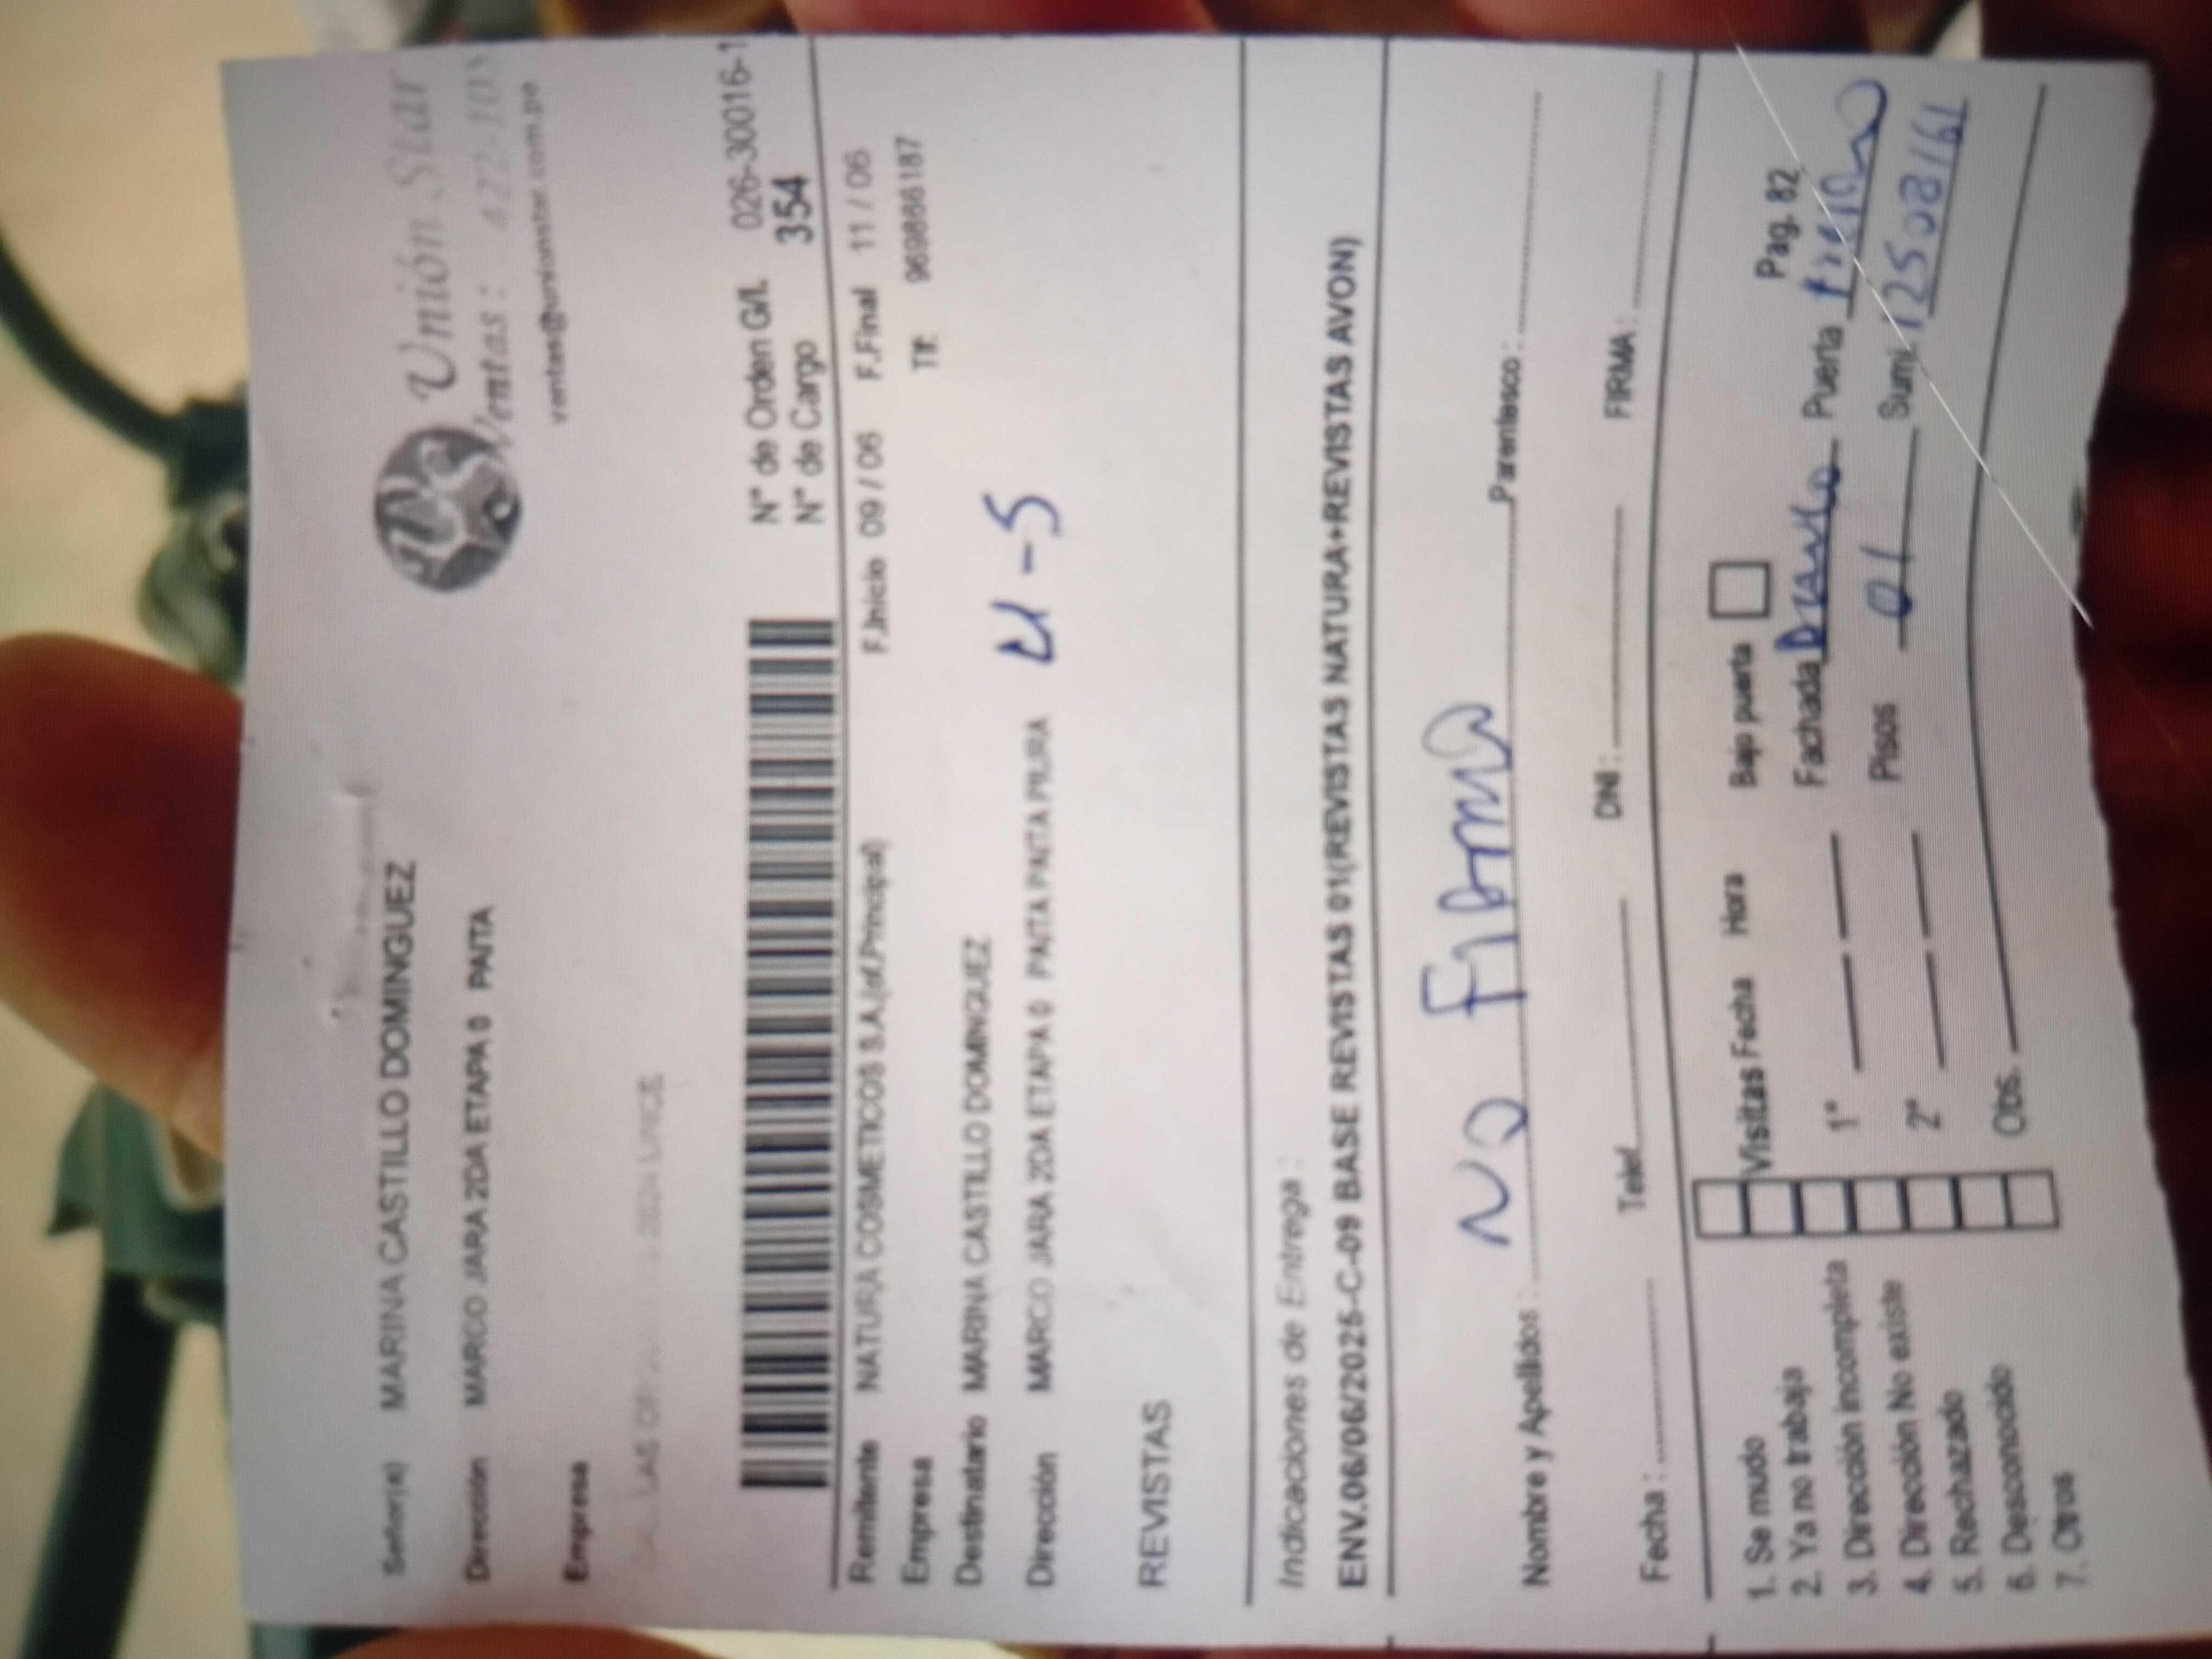 Unión Star
Ventas: 422-103
ventas@unionstar.com.pe
Señor(a) MARINA CASTILLO DOMINGUEZ
Dirección MARCO JARA 2DA ETAPA 0 PAITA
Empresa
N° de Orden G/L 026-30016-1
N° de Cargo 354
Remitente NATURA COSMETICOS S.A.(of.Principal) F.Inicio 09 / 06 F.Final 11 / 06
Empresa Tlf:
Destinatario MARINA CASTILLO DOMINGUEZ
Dirección MARCO JARA 2DA ETAPA 0 PAITA PAITA PIURA U-5
REVISTAS
Indicaciones de Entrega :
ENV.06/06/2025-C-09 BASE REVISTAS 01(REVISTAS NATURA+REVISTAS AVON)
Nombre y Apellidos : NO FIRMA Parentesco :
Fecha : Telef. DNI : FIRMA :
1. Se mudo
2. Ya no trabaja
3. Dirección incompleta
4. Dirección No existe
5. Rechazado
6. Desconocido
7. Otros
Visitas Fecha Hora Bajo puerta Pag. 82
1° Fachada Puerta
2° Pisos 01 Sumi. 12508161
Obs.